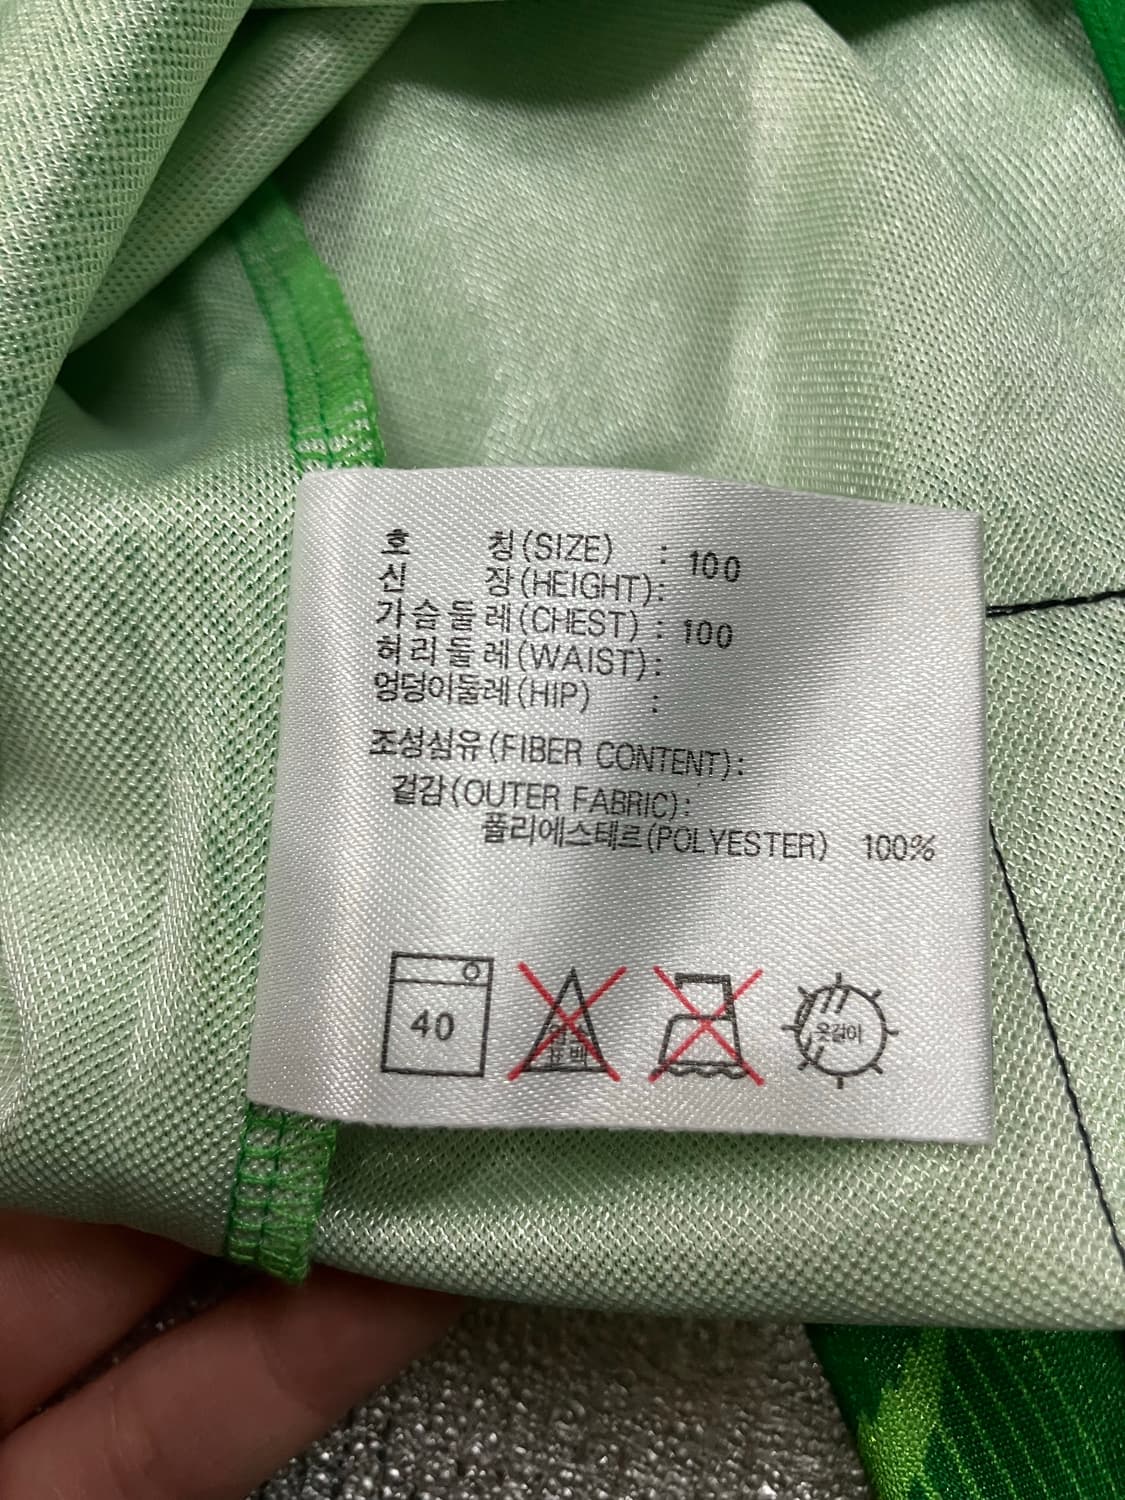 호 칭(SIZE) : 100
신 장(HEIGHT):
가슴둘레(CHEST) : 100
허리둘레(WAIST):
엉덩이둘레(HIP) :
조성섬유(FIBER CONTENT):
겉감(OUTER FABRIC):
폴리에스테르(POLYESTER) 100%
40
표백
옷걸이